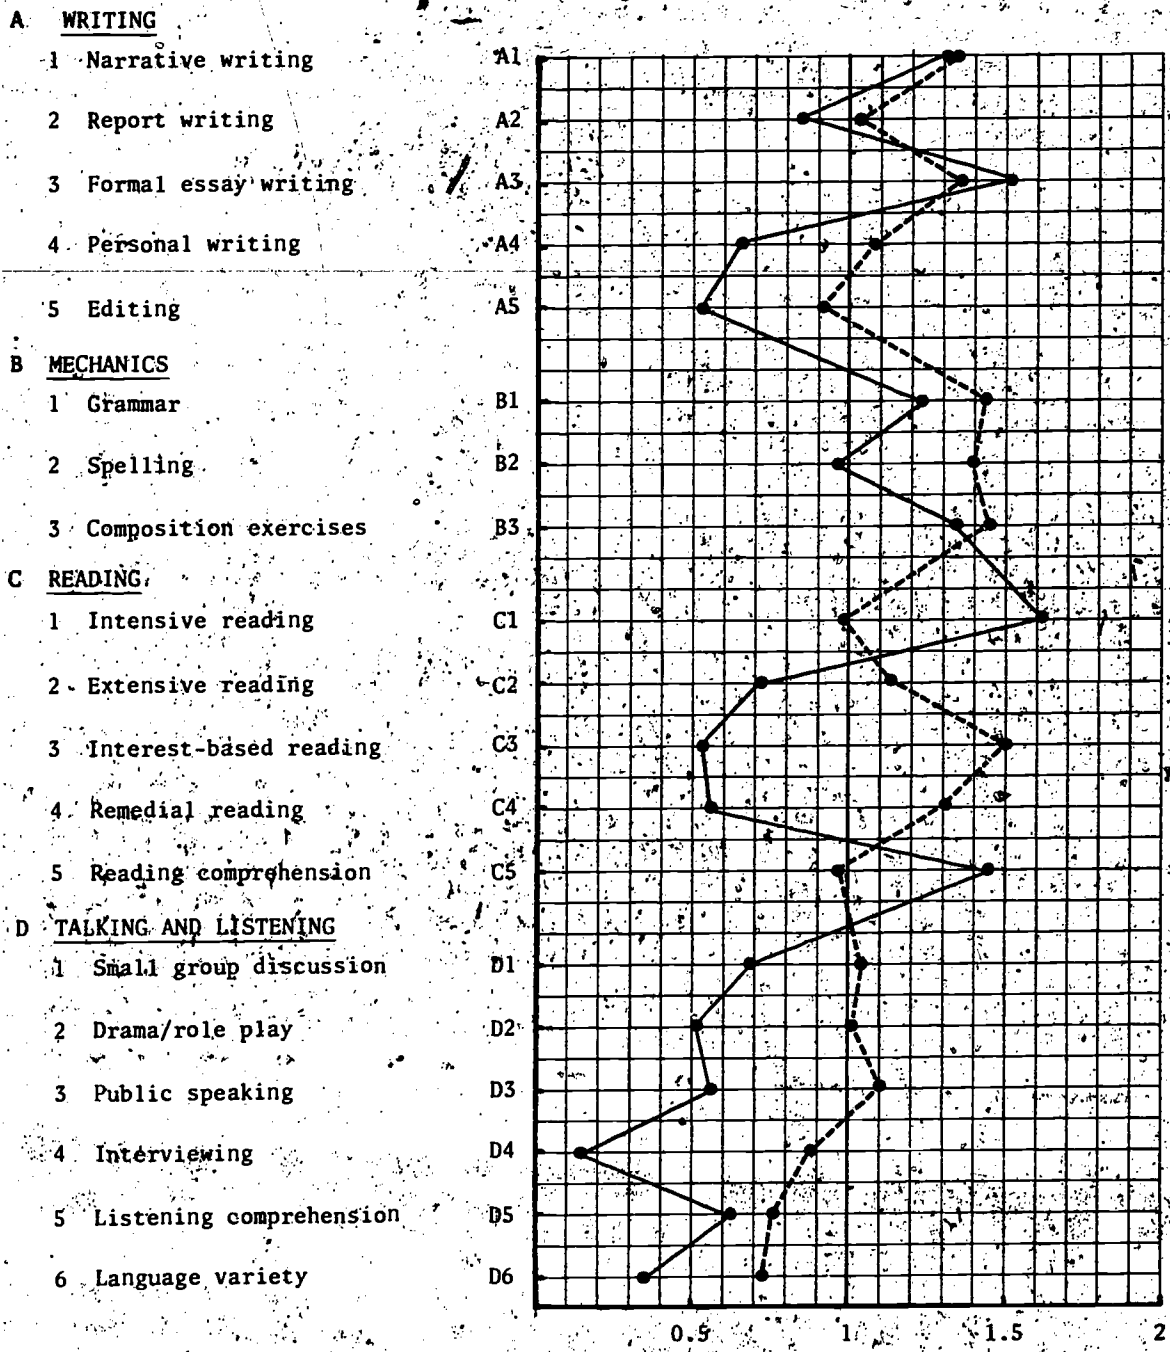 A WRITING
1 Narrative writing A1
2 Report writing A2
3 Formal essay writing A3
4 Personal writing A4
5 Editing A5
B MECHANICS
1 Grammar B1
2 Spelling B2
3 Composition exercises B3
C READING
1 Intensive reading C1
2 Extensive reading C2
3 Interest-based reading C3
4 Remedial reading C4
5 Reading comprehension C5
D TALKING AND LISTENING
1 Small group discussion D1
2 Drama/role play D2
3 Public speaking D3
4 Interviewing D4
5 Listening comprehension D5
6 Language variety D6
0.5 1 1.5 2